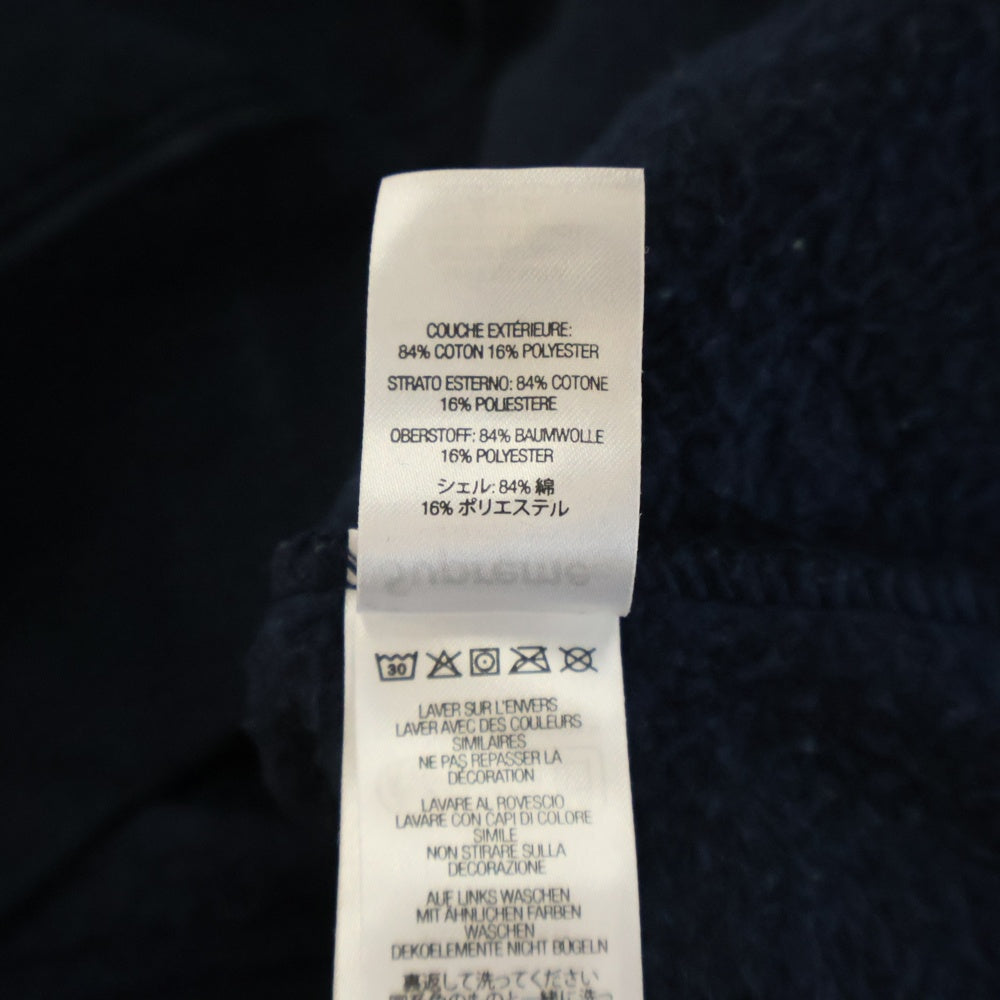 COUCHE EXTÉRIEURE:
84% COTON 16% POLYESTER
STRATO ESTERNO: 84% COTONE
16% POLIESTERE
OBERSTOFF: 84% BAUMWOLLE
16% POLYESTER
シェル: 84% 綿
16% ポリエステル
Supreme
30
LAVER SUR L'ENVERS
LAVER AVEC DES COULEURS
SIMILAIRES
NE PAS REPASSER LA
DÉCORATION
LAVARE AL ROVESCIO
LAVARE CON CAPI DI COLORE
SIMILE
NON STIRARE SULLA
DECORAZIONE
AUF LINKS WASCHEN
MIT ÄHNLICHEN FARBEN
WASCHEN
DEKOELEMENTE NICHT BÜGELN
裏返して洗ってください